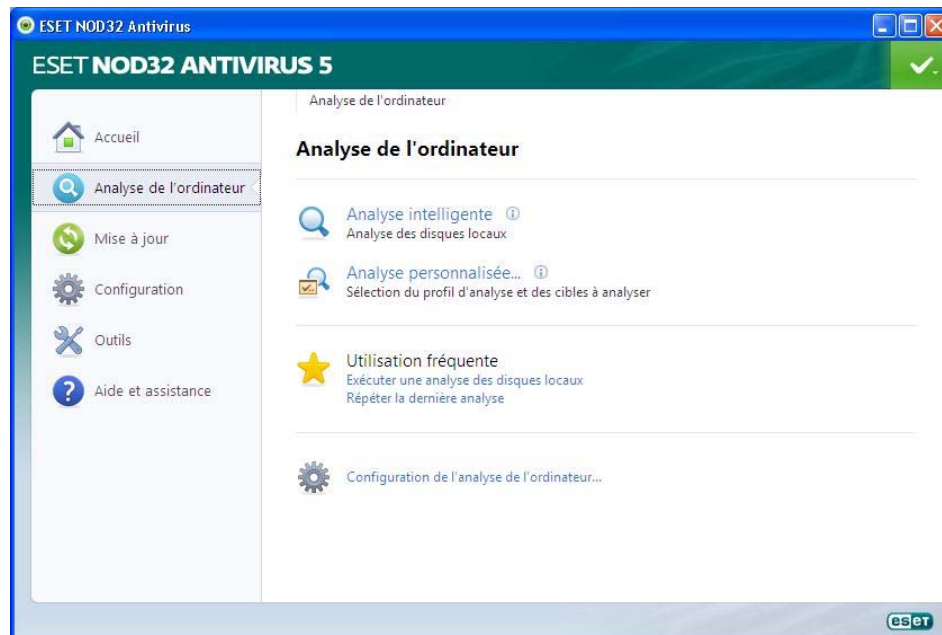 ESET NOD32 Antivirus
ESET NOD32 ANTIVIRUS 5
Accueil
Analyse de l'ordinateur
Mise à jour
Configuration
Outils
Aide et assistance
Analyse de l'ordinateur
Analyse de l'ordinateur
Analyse intelligente
Analyse des disques locaux
Analyse personnalisée...
Sélection du profil d'analyse et des cibles à analyser
Utilisation fréquente
Exécuter une analyse des disques locaux
Répéter la dernière analyse
Configuration de l'analyse de l'ordinateur...
eset